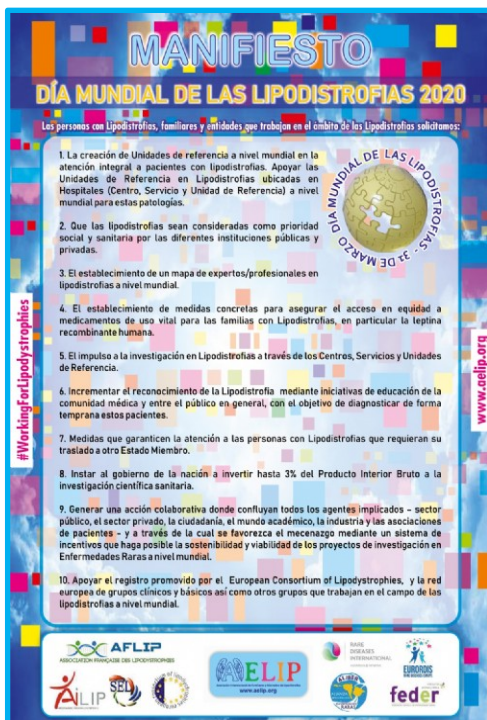 MANIFIESTO
DÍA MUNDIAL DE LAS LIPODISTROFIAS 2020
Las personas con Lipodistrofias, familiares y entidades que trabajan en el ámbito de las Lipodistrofias solicitamos:
1. La creación de Unidades de referencia a nivel mundial en la
atención integral a pacientes con lipodistrofias. Apoyar las
Unidades de Referencia en Lipodistrofias ubicadas en
Hospitales (Centro, Servicio y Unidad de Referencia) a nivel
mundial para estas patologías.
DÍA MUNDIAL DE LAS LIPODISTROFIAS - 31 DE MARZO
2. Que las lipodistrofias sean consideradas como prioridad
social y sanitaria por las diferentes instituciones públicas y
privadas.
3. El establecimiento de un mapa de expertos/profesionales en
lipodistrofias a nivel mundial.
4. El establecimiento de medidas concretas para asegurar el acceso en equidad a
medicamentos de uso vital para las familias con Lipodistrofias, en particular la leptina
recombinante humana.
5. El impulso a la investigación en Lipodistrofias a través de los Centros, Servicios y Unidades
de Referencia.
6. Incrementar el reconocimiento de la Lipodistrofia mediante iniciativas de educación de la
comunidad médica y entre el público en general, con el objetivo de diagnosticar de forma
temprana estos pacientes.
7. Medidas que garanticen la atención a las personas con Lipodistrofias que requieran su
traslado a otro Estado Miembro.
8. Instar al gobierno de la nación a invertir hasta 3% del Producto Interior Bruto a la
investigación científica sanitaria.
9. Generar una acción colaborativa donde confluyan todos los agentes implicados - sector
público, el sector privado, la ciudadanía, el mundo académico, la industria y las asociaciones
de pacientes - y a través de la cual se favorezca el mecenazgo mediante un sistema de
incentivos que haga posible la sostenibilidad y viabilidad de los proyectos de investigación en
Enfermedades Raras a nivel mundial.
10. Apoyar el registro promovido por el European Consortium of Lipodystrophies, y la red
europea de grupos clínicos y básicos así como otros grupos que trabajan en el campo de las
lipodistrofias a nivel mundial.
#WorkingForLipodystrophies
www.aelip.org
AFLIP
ASSOCIATION FRANÇAISE DES LIPODYSTROPHIES
AELIP
www.aelip.org
RARE
DISEASES
INTERNATIONAL
EURORDIS
AILIP
SEL
feder